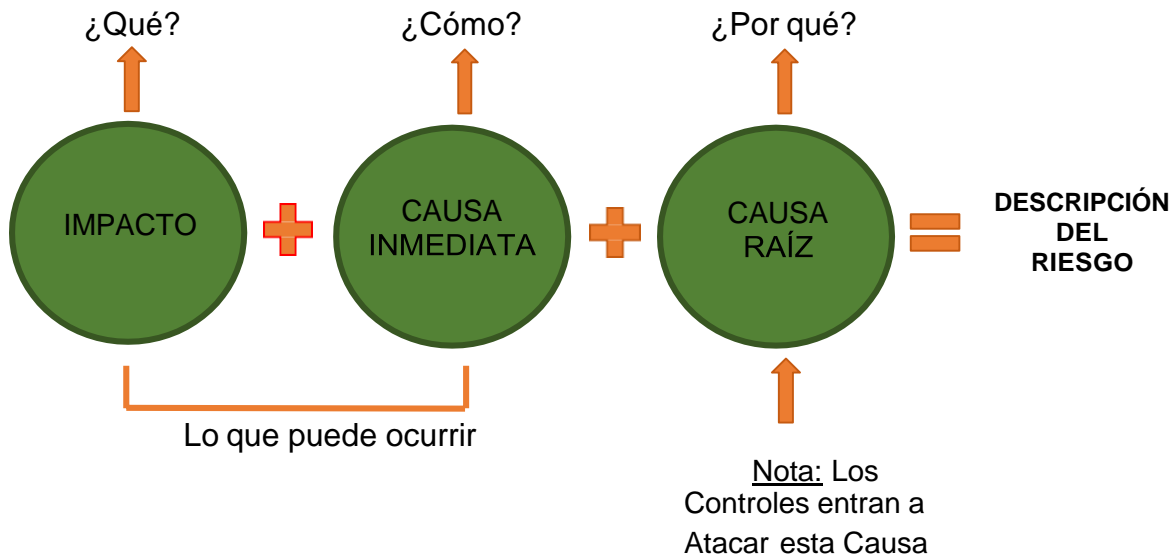 ¿Qué?
¿Cómo?
¿Por qué?
IMPACTO
CAUSA
INMEDIATA
CAUSA
RAÍZ
DESCRIPCIÓN
DEL
RIESGO
Lo que puede ocurrir
Nota: Los
Controles entran a
Atacar esta Causa